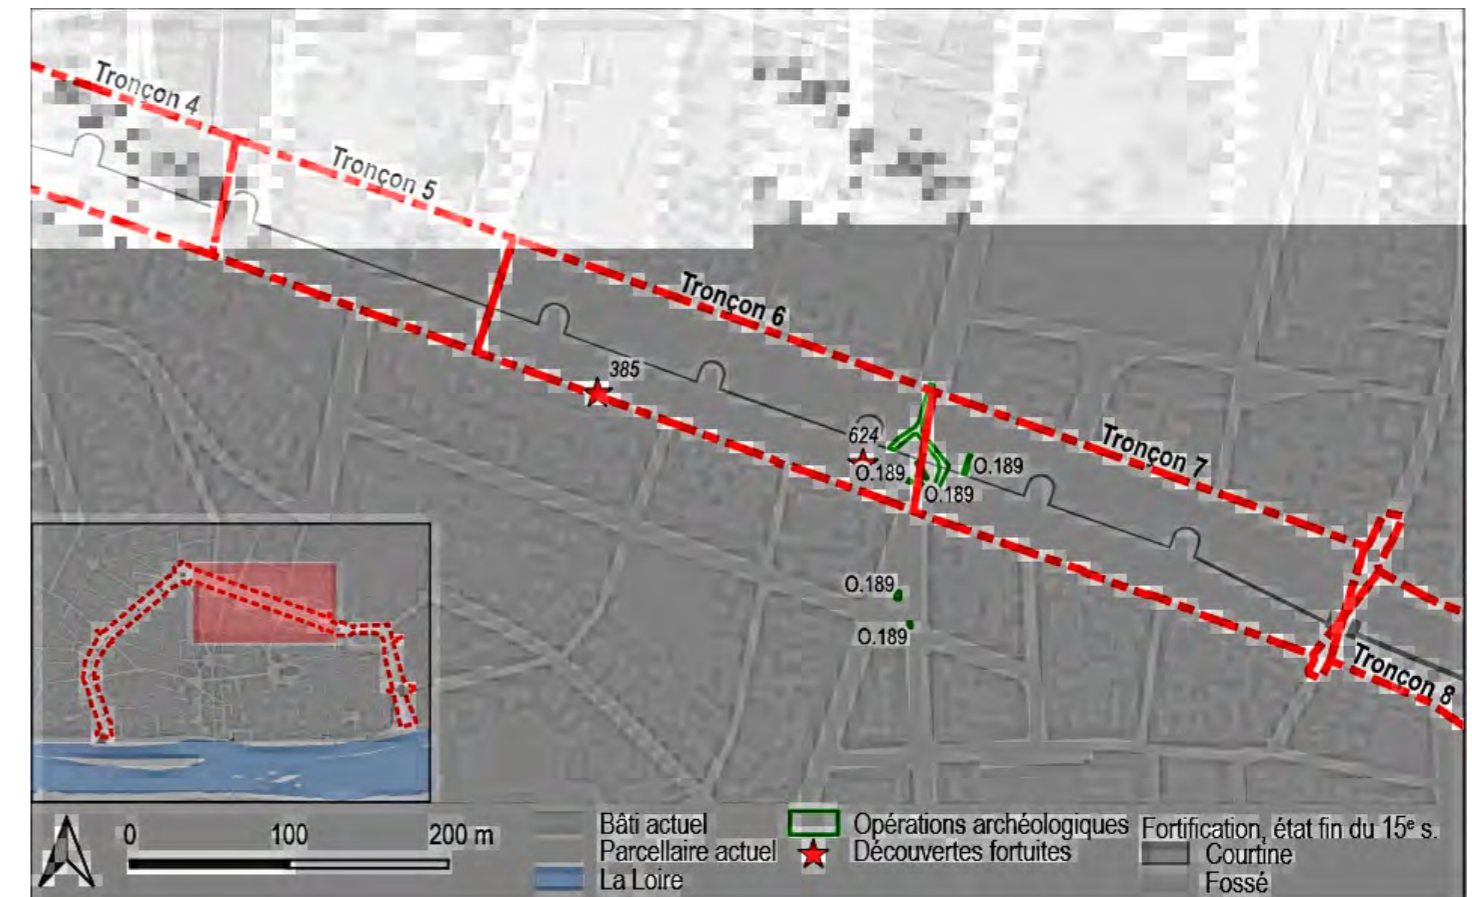 Tronçon 4
Tronçon 5
Tronçon 6
385
624
O.189
O.189
O.189
Tronçon 7
O.189
O.189
Tronçon 8
0 100 200 m
Bâti actuel
Parcellaire actuel
La Loire
Opérations archéologiques
Découvertes fortuites
Fortification, état fin du 15e s.
Courtine
Fossé